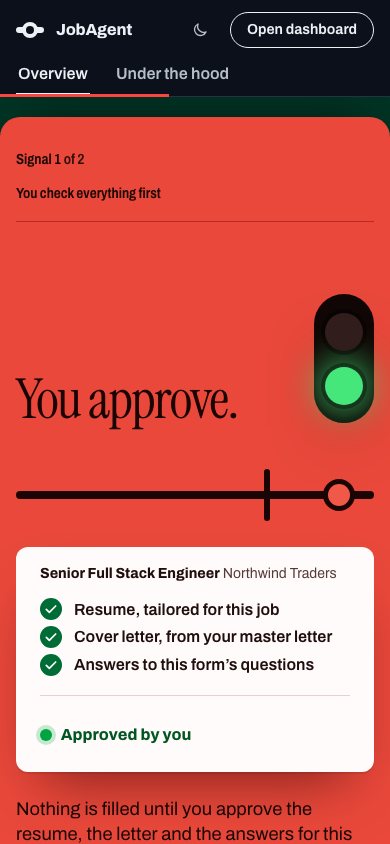 JobAgent
Open dashboard
Overview
Under the hood
Signal 1 of 2
You check everything first
You approve.
Senior Full Stack Engineer Northwind Traders
Resume, tailored for this job
Cover letter, from your master letter
Answers to this form’s questions
Approved by you
Nothing is filled until you approve the
resume, the letter and the answers for this